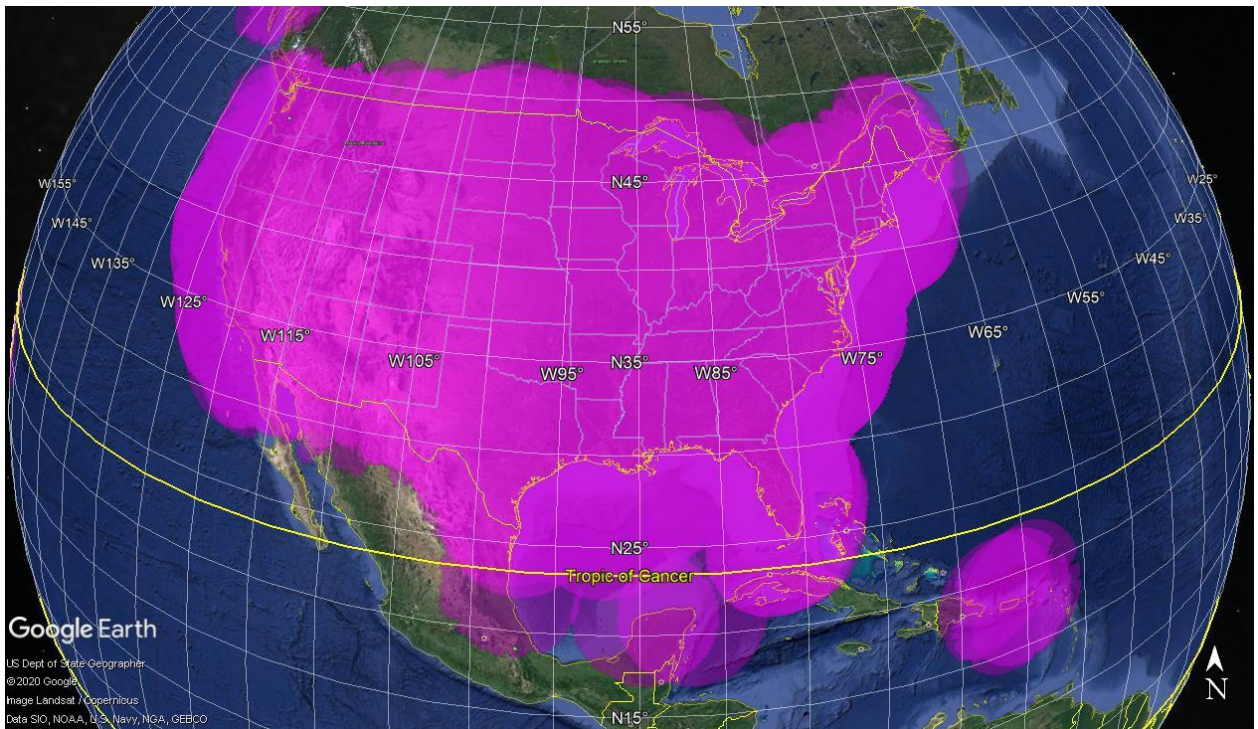 N55°
N45°
W155°
W25°
W145°
W35°
W135°
W45°
W125°
W55°
W115°
W65°
W105°
W95°
N35°
W85°
W75°
N25°
Tropic of Cancer
Google Earth
US Dept of State Geographer
© 2020 Google
Image Landsat / Copernicus
Data SIO, NOAA, U.S. Navy, NGA, GEBCO
N15°
N